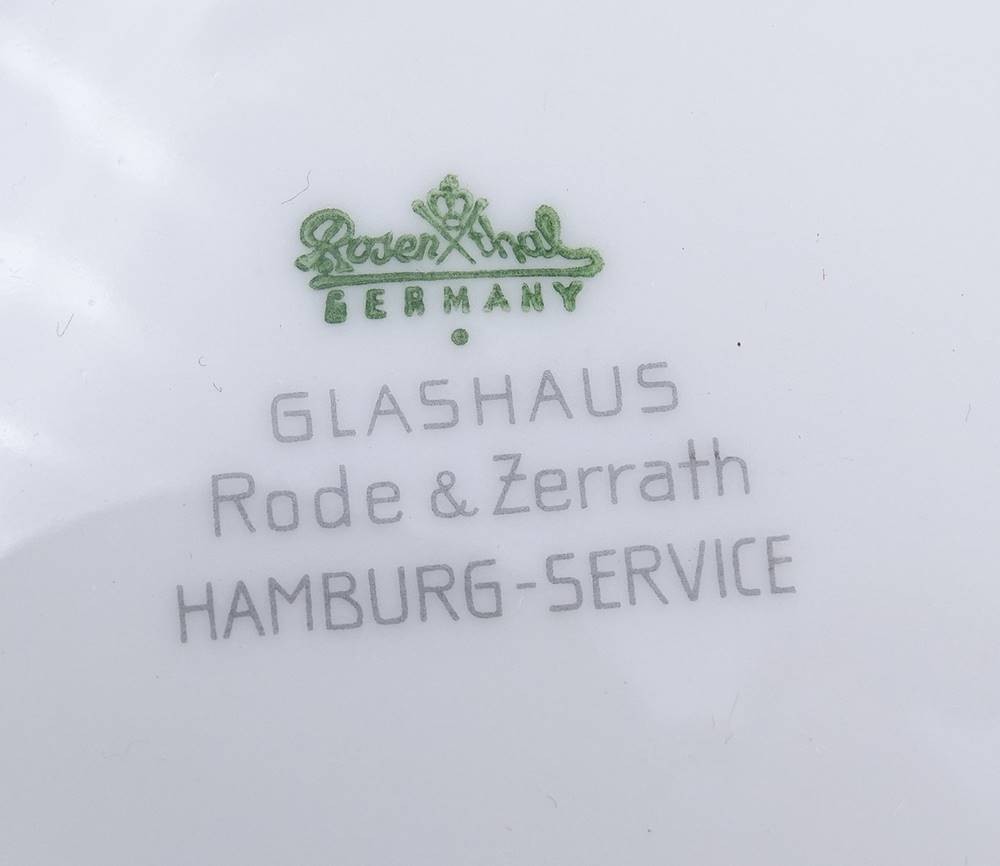 Rosenthal
GERMANY
GLASHAUS
Rode & Zerrath
HAMBURG-SERVICE